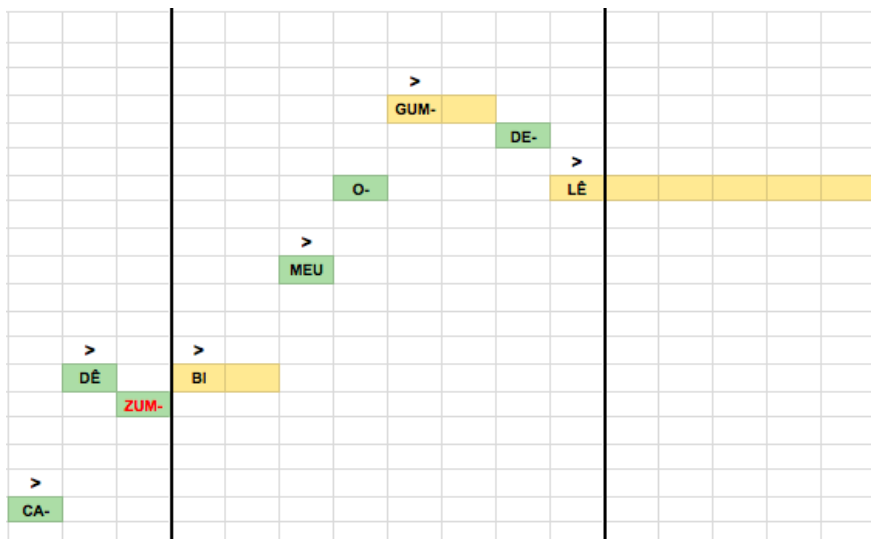 >
GUM-
DE-
>
O- LÊ
>
MEU
> >
DÊ BI
ZUM-
>
CA-